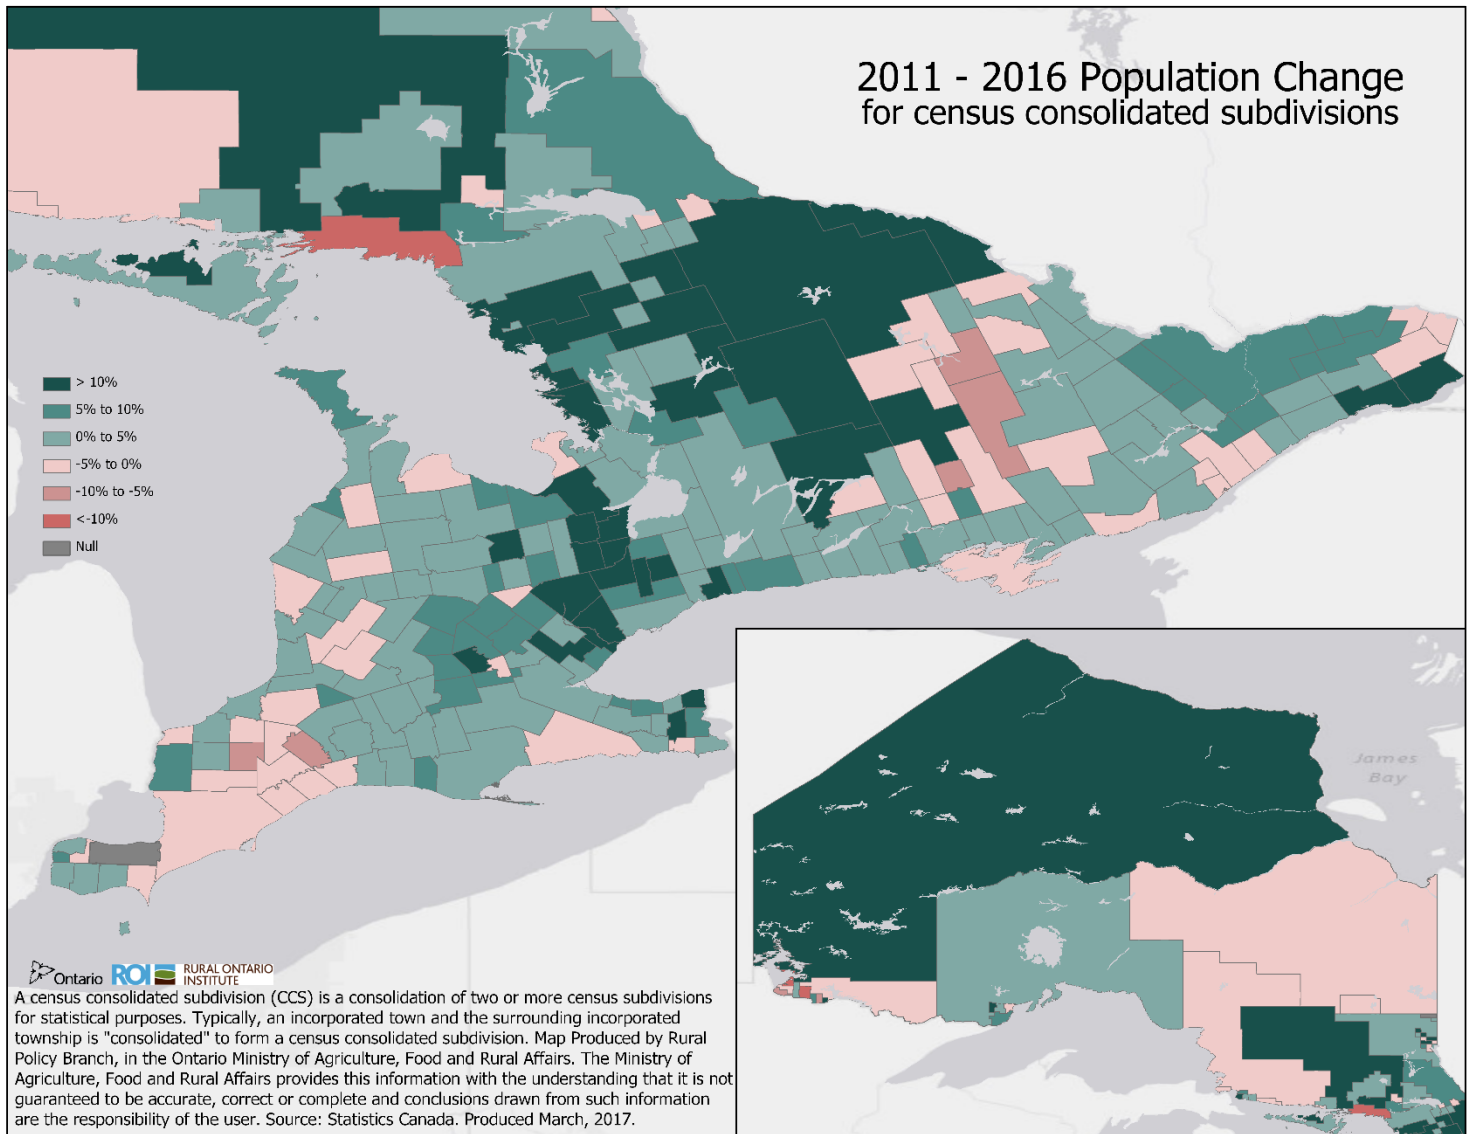 2011 - 2016 Population Change
for census consolidated subdivisions
> 10%
5% to 10%
0% to 5%
-5% to 0%
-10% to -5%
<-10%
Null
James
Bay
Ontario
ROI
RURAL ONTARIO
INSTITUTE
A census consolidated subdivision (CCS) is a consolidation of two or more census subdivisions
for statistical purposes. Typically, an incorporated town and the surrounding incorporated
township is "consolidated" to form a census consolidated subdivision. Map Produced by Rural
Policy Branch, in the Ontario Ministry of Agriculture, Food and Rural Affairs. The Ministry of
Agriculture, Food and Rural Affairs provides this information with the understanding that it is not
guaranteed to be accurate, correct or complete and conclusions drawn from such information
are the responsibility of the user. Source: Statistics Canada. Produced March, 2017.